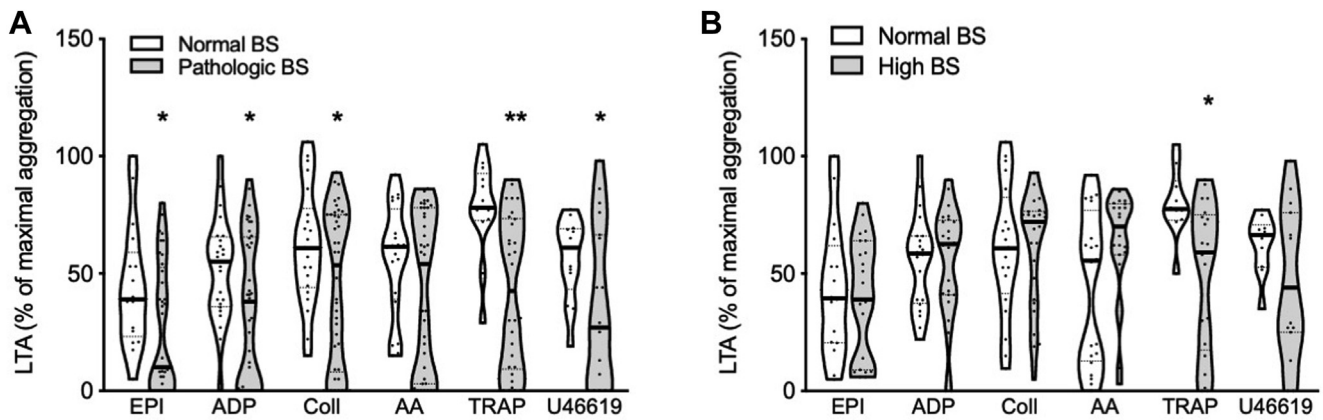 A
LTA (% of maximal aggregation)
150
100
50
0
Normal BS
Pathologic BS
* * * ** *
EPI ADP Coll AA TRAP U46619
B
LTA (% of maximal aggregation)
150
100
50
0
Normal BS
High BS
*
EPI ADP Coll AA TRAP U46619